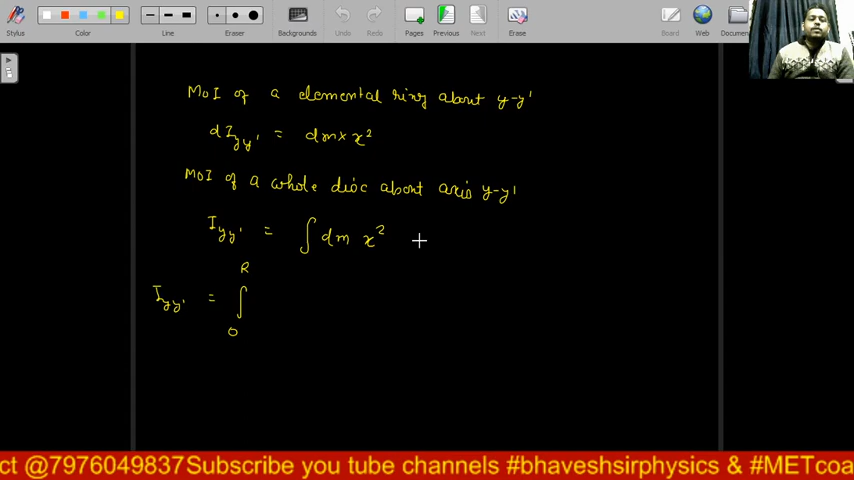 Stylus Color Line Eraser Backgrounds Undo Redo Pages Previous Next Erase Board Web Documen
MOI of a elemental ring about y-y'
dI_yy' = dm × x²
MOI of a whole disc about axis y-y'
I_yy' = ∫ dm x²
R
I_yy' = ∫
0
ct @7976049837Subscribe you tube channels #bhaveshsirphysics & #METcoa